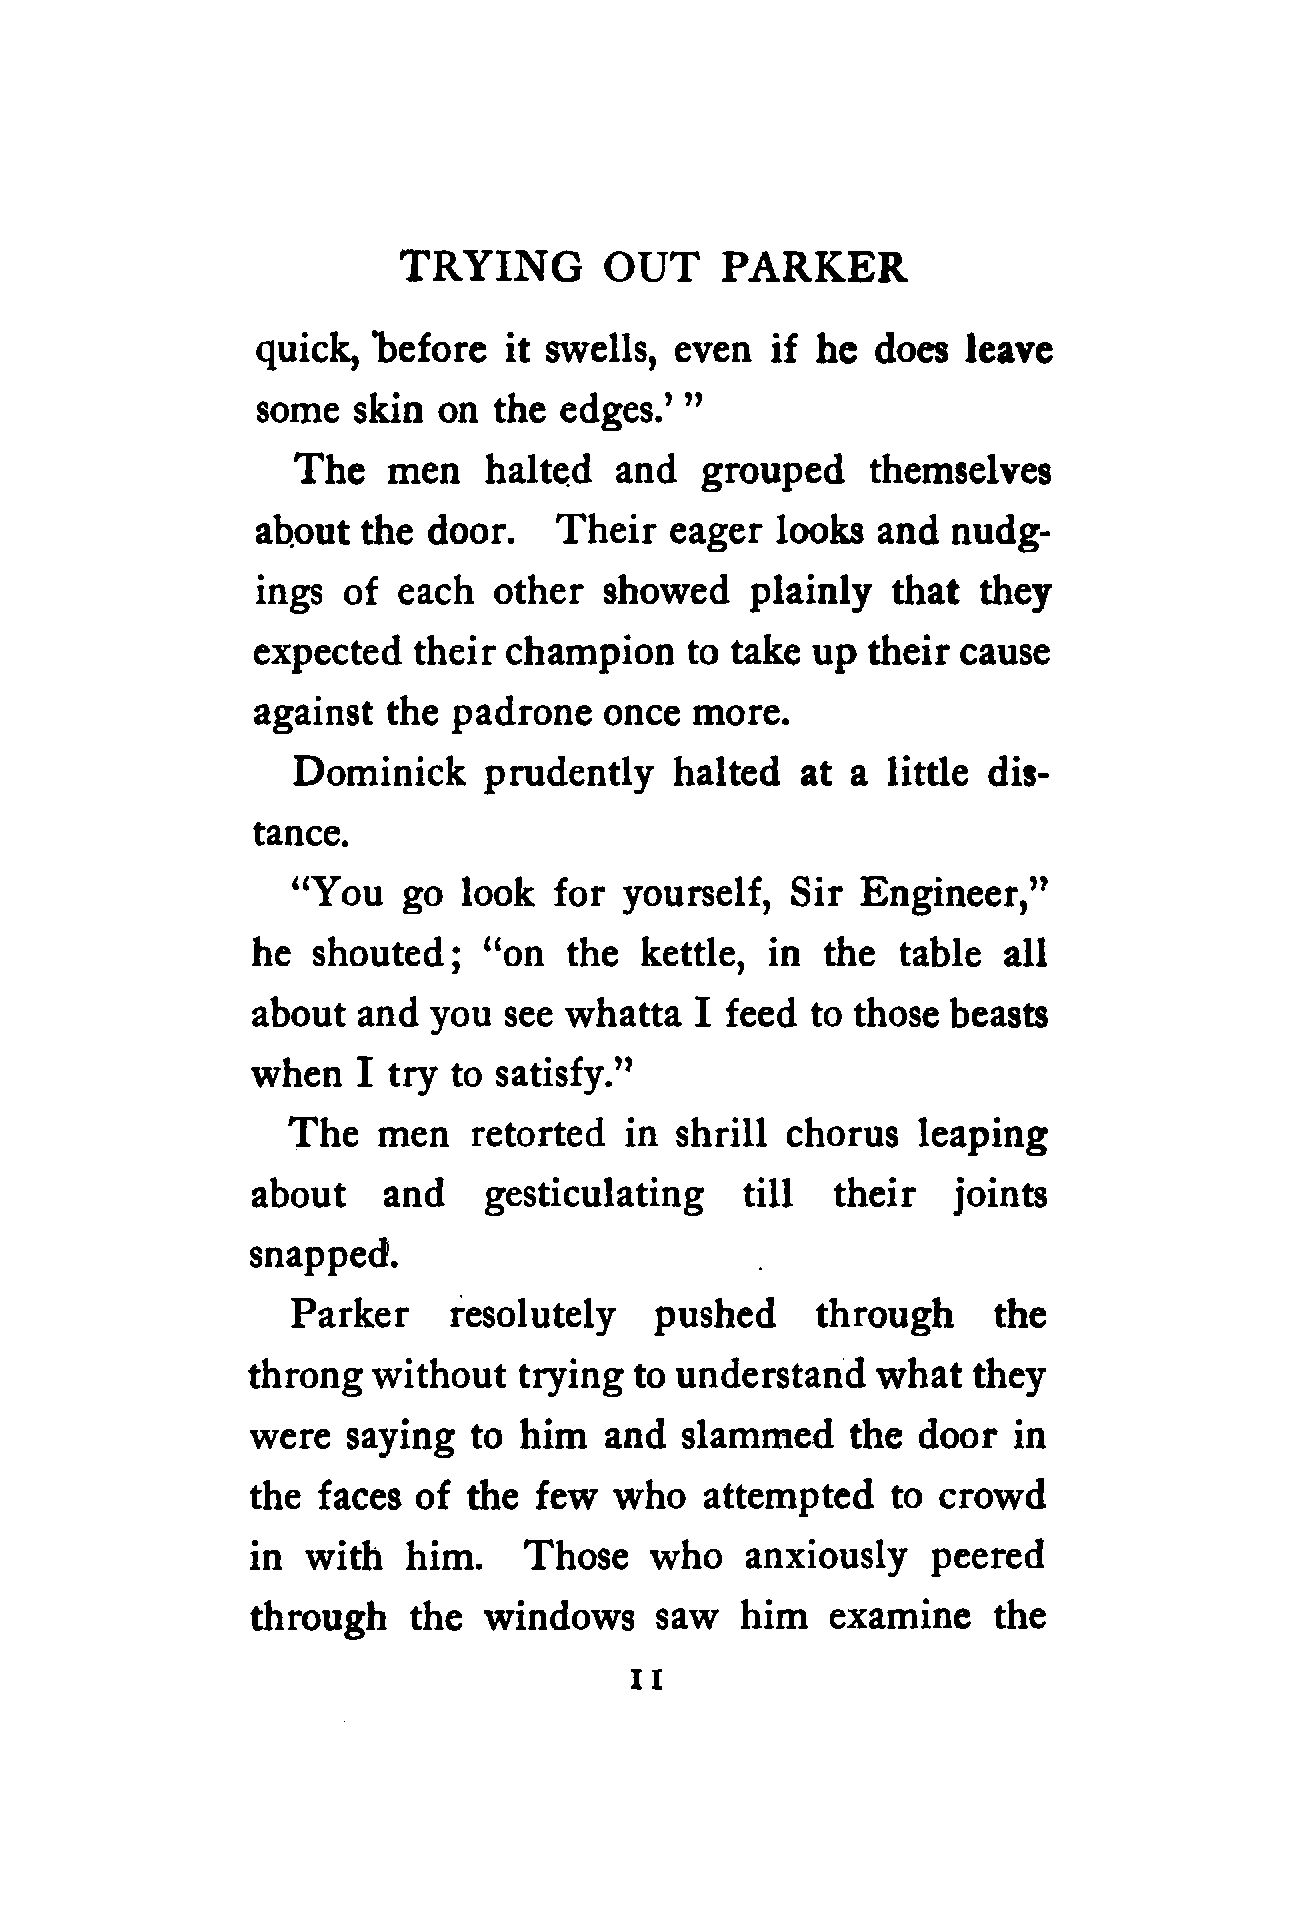 TRYING OUT PARKER
quick, before it swells, even if he does leave
some skin on the edges.’ ”
The men halted and grouped themselves
about the door. Their eager looks and nudg-
ings of each other showed plainly that they
expected their champion to take up their cause
against the padrone once more.
Dominick prudently halted at a little dis-
tance.
“You go look for yourself, Sir Engineer,”
he shouted; “on the kettle, in the table all
about and you see whatta I feed to those beasts
when I try to satisfy.”
The men retorted in shrill chorus leaping
about and gesticulating till their joints
snapped.
Parker resolutely pushed through the
throng without trying to understand what they
were saying to him and slammed the door in
the faces of the few who attempted to crowd
in with him. Those who anxiously peered
through the windows saw him examine the
11